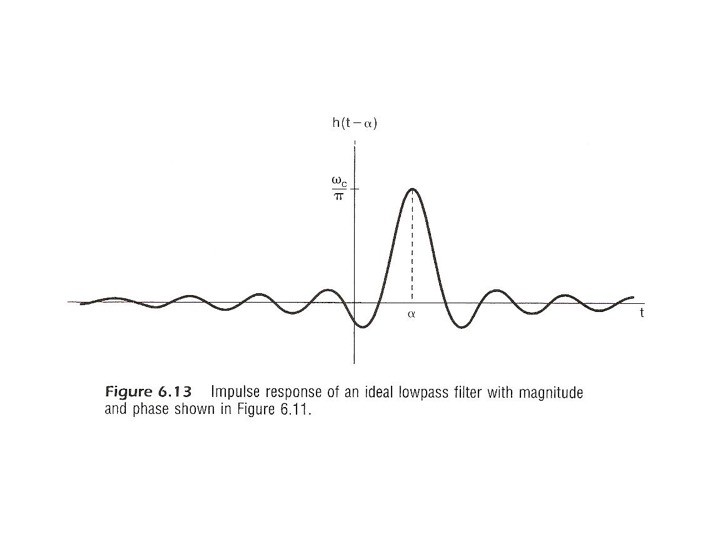 h(t−α)
ωc
π
α
t
Figure 6.13 Impulse response of an ideal lowpass filter with magnitude
and phase shown in Figure 6.11.